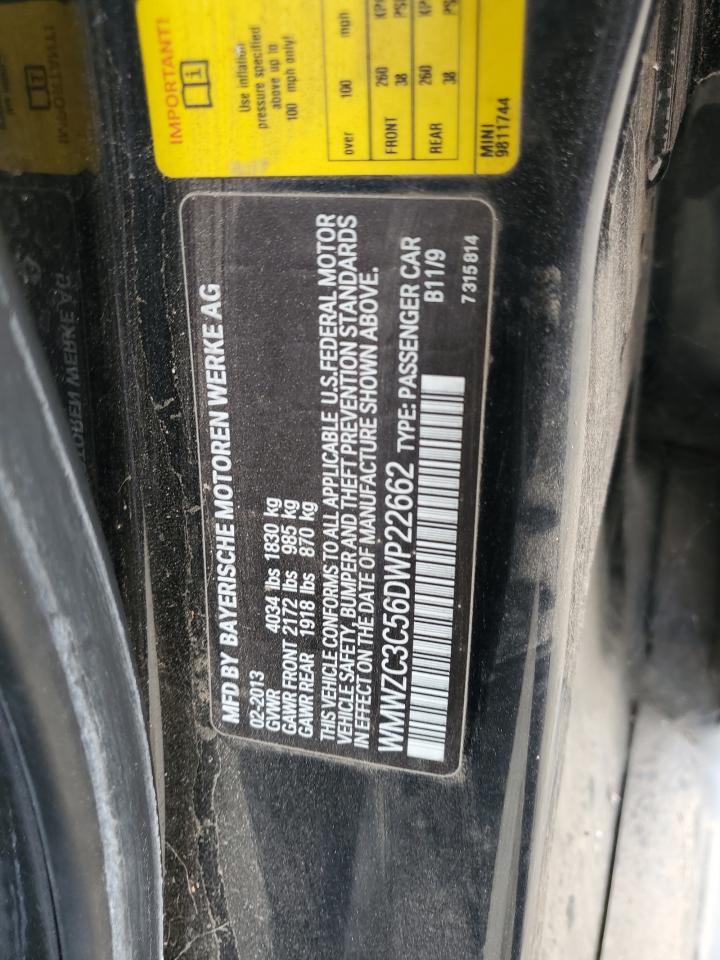 IMPORTANT!
Use inflation
pressure specified
above up to
100 mph only!
over 100 mph
KPa
FRONT 260
38
REAR 260
38
MINI
9811744
MFD BY BAYERISCHE MOTOREN WERKE AG
02-2013
GVWR 4034 lbs 1830 kg
GAWR FRONT 2172 lbs 985 kg
GAWR REAR 1918 lbs 870 kg
THIS VEHICLE CONFORMS TO ALL APPLICABLE U.S. FEDERAL MOTOR
VEHICLE SAFETY, BUMPER AND THEFT PREVENTION STANDARDS
IN EFFECT ON THE DATE OF MANUFACTURE SHOWN ABOVE.
WMWZC3C56DWP22662 TYPE: PASSENGER CAR
B11/9
7 315 814